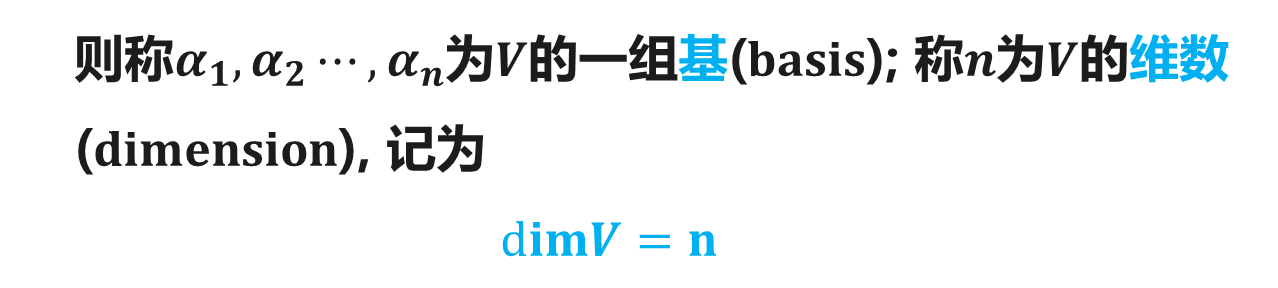 则称α₁, α₂ ⋯, αₙ为V的一组基(basis); 称n为V的维数
(dimension), 记为
dimV = n